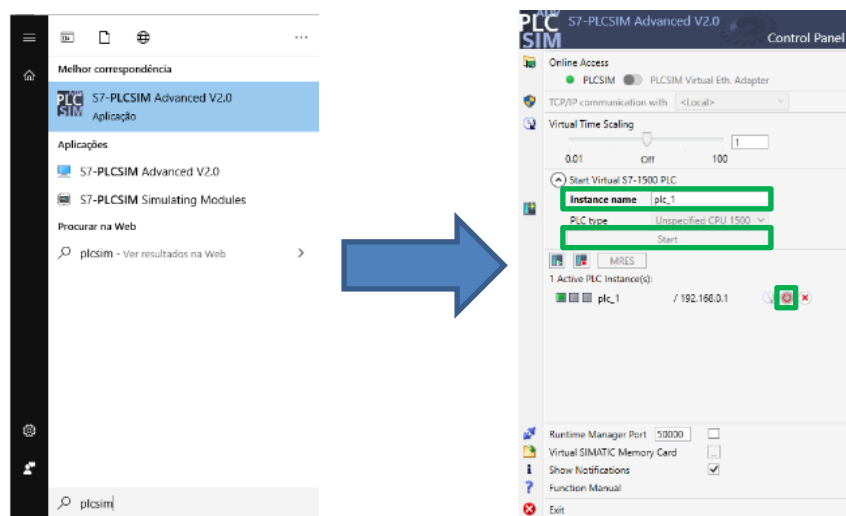 Melhor correspondência
PLC SIM
S7-PLCSIM Advanced V2.0
Aplicação
Aplicações
S7-PLCSIM Advanced V2.0
S7-PLCSIM Simulating Modules
Procurar na Web
plcsim - Ver resultados na Web
plcsim
PLC SIM
S7-PLCSIM Advanced V2.0
Control Panel
Online Access
PLCSIM PLCSIM Virtual Eth. Adapter
TCP/IP communication with <Local>
Virtual Time Scaling
1
0.01 Off 100
Start Virtual S7-1500 PLC
Instance name plc_1
PLC type Unspecified CPU 1500
Start
MRES
1 Active PLC Instance(s):
plc_1 / 192.168.0.1
Runtime Manager Port 50000
Virtual SIMATIC Memory Card ...
Show Notifications
Function Manual
Exit